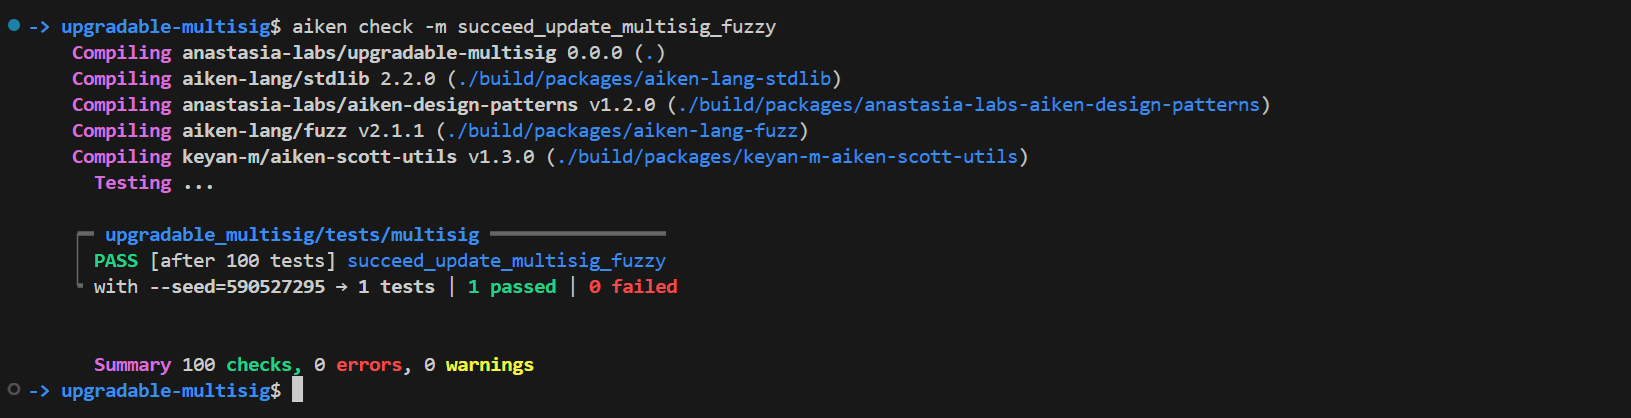 -> upgradable-multisig$ aiken check -m succeed_update_multisig_fuzzy
Compiling anastasia-labs/upgradable-multisig 0.0.0 (.)
Compiling aiken-lang/stdlib 2.2.0 (./build/packages/aiken-lang-stdlib)
Compiling anastasia-labs/aiken-design-patterns v1.2.0 (./build/packages/anastasia-labs-aiken-design-patterns)
Compiling aiken-lang/fuzz v2.1.1 (./build/packages/aiken-lang-fuzz)
Compiling keyan-m/aiken-scott-utils v1.3.0 (./build/packages/keyan-m-aiken-scott-utils)
Testing ...
upgradable_multisig/tests/multisig
PASS [after 100 tests] succeed_update_multisig_fuzzy
with --seed=590527295 → 1 tests | 1 passed | 0 failed
Summary 100 checks, 0 errors, 0 warnings
-> upgradable-multisig$